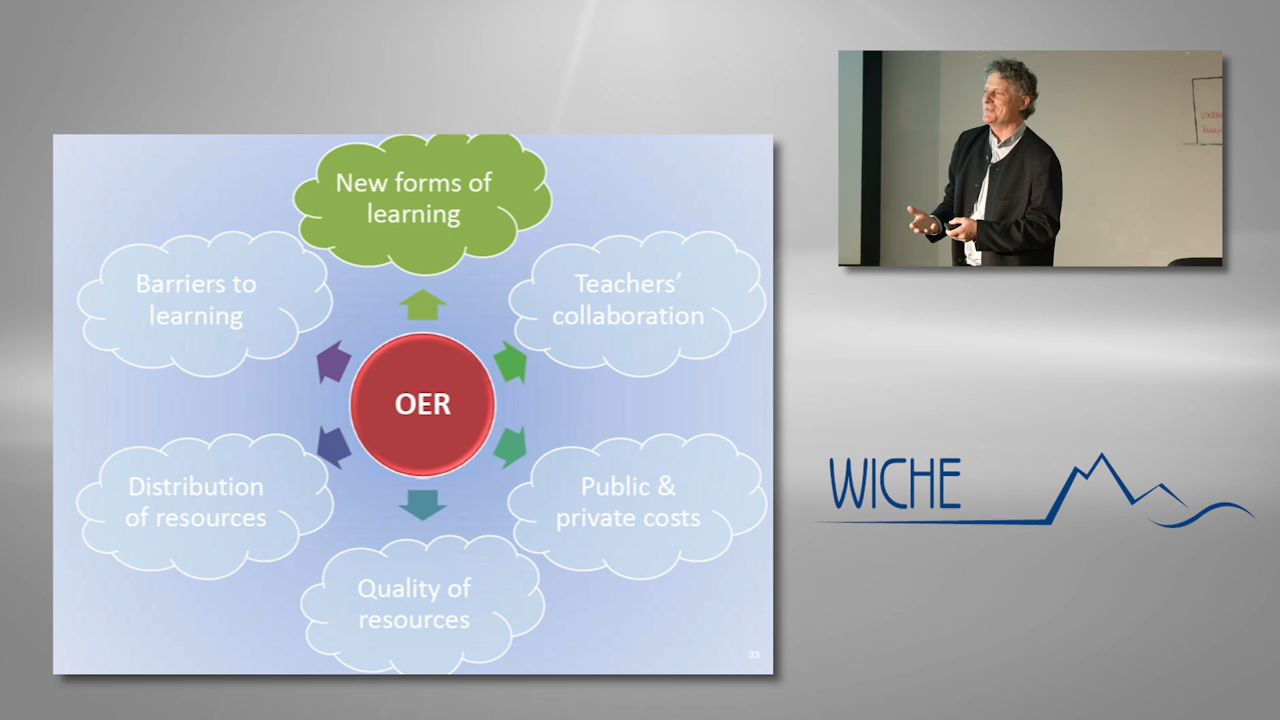 New forms of
learning
Barriers to
learning
Teachers’
collaboration
OER
Distribution
of resources
Public &
private costs
Quality of
resources
33
WICHE